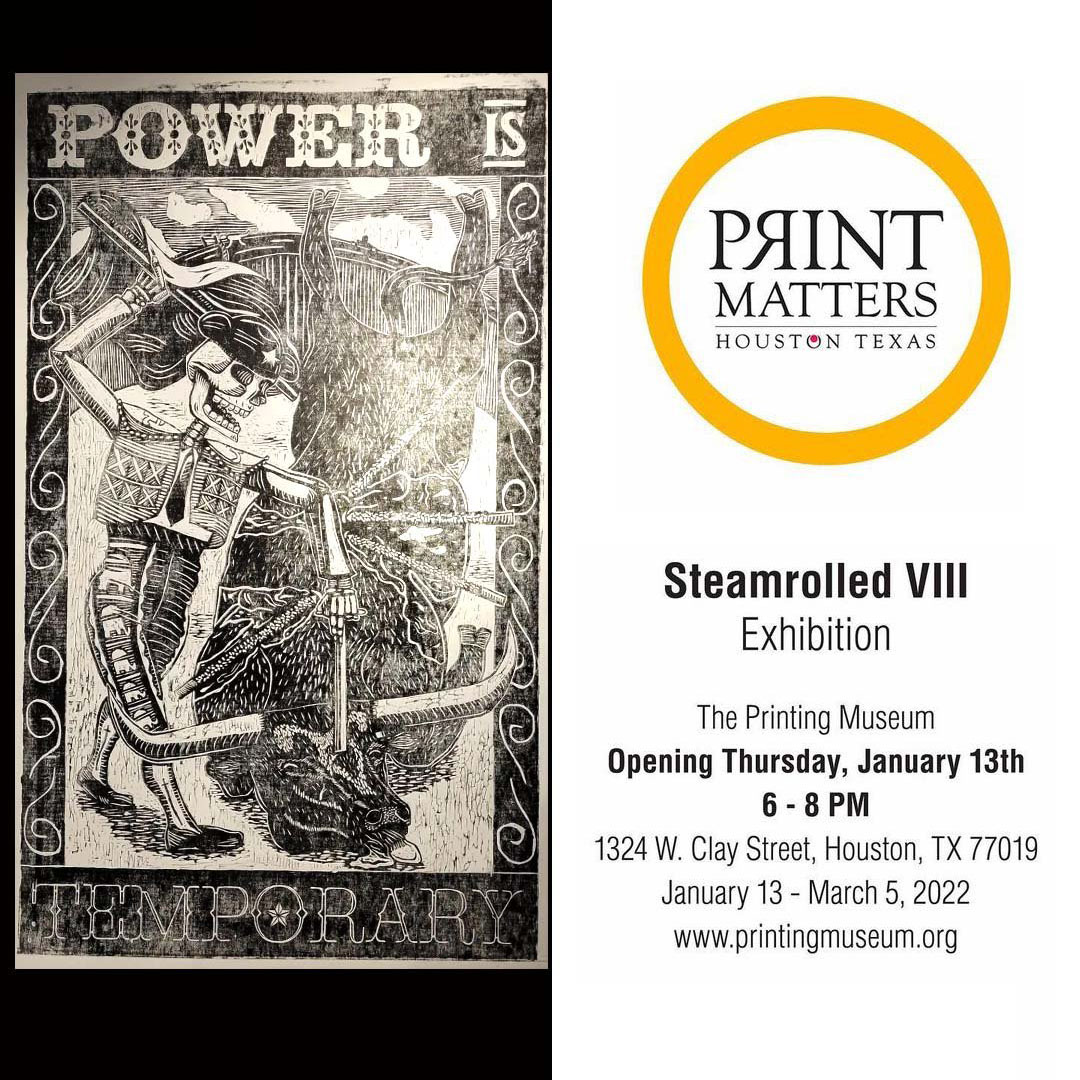 POWER IS
TEMPORARY
PЯINT
MATTERS
HOUSTON TEXAS
Steamrolled VIII
Exhibition
The Printing Museum
Opening Thursday, January 13th
6 - 8 PM
1324 W. Clay Street, Houston, TX 77019
January 13 - March 5, 2022
www.printingmuseum.org